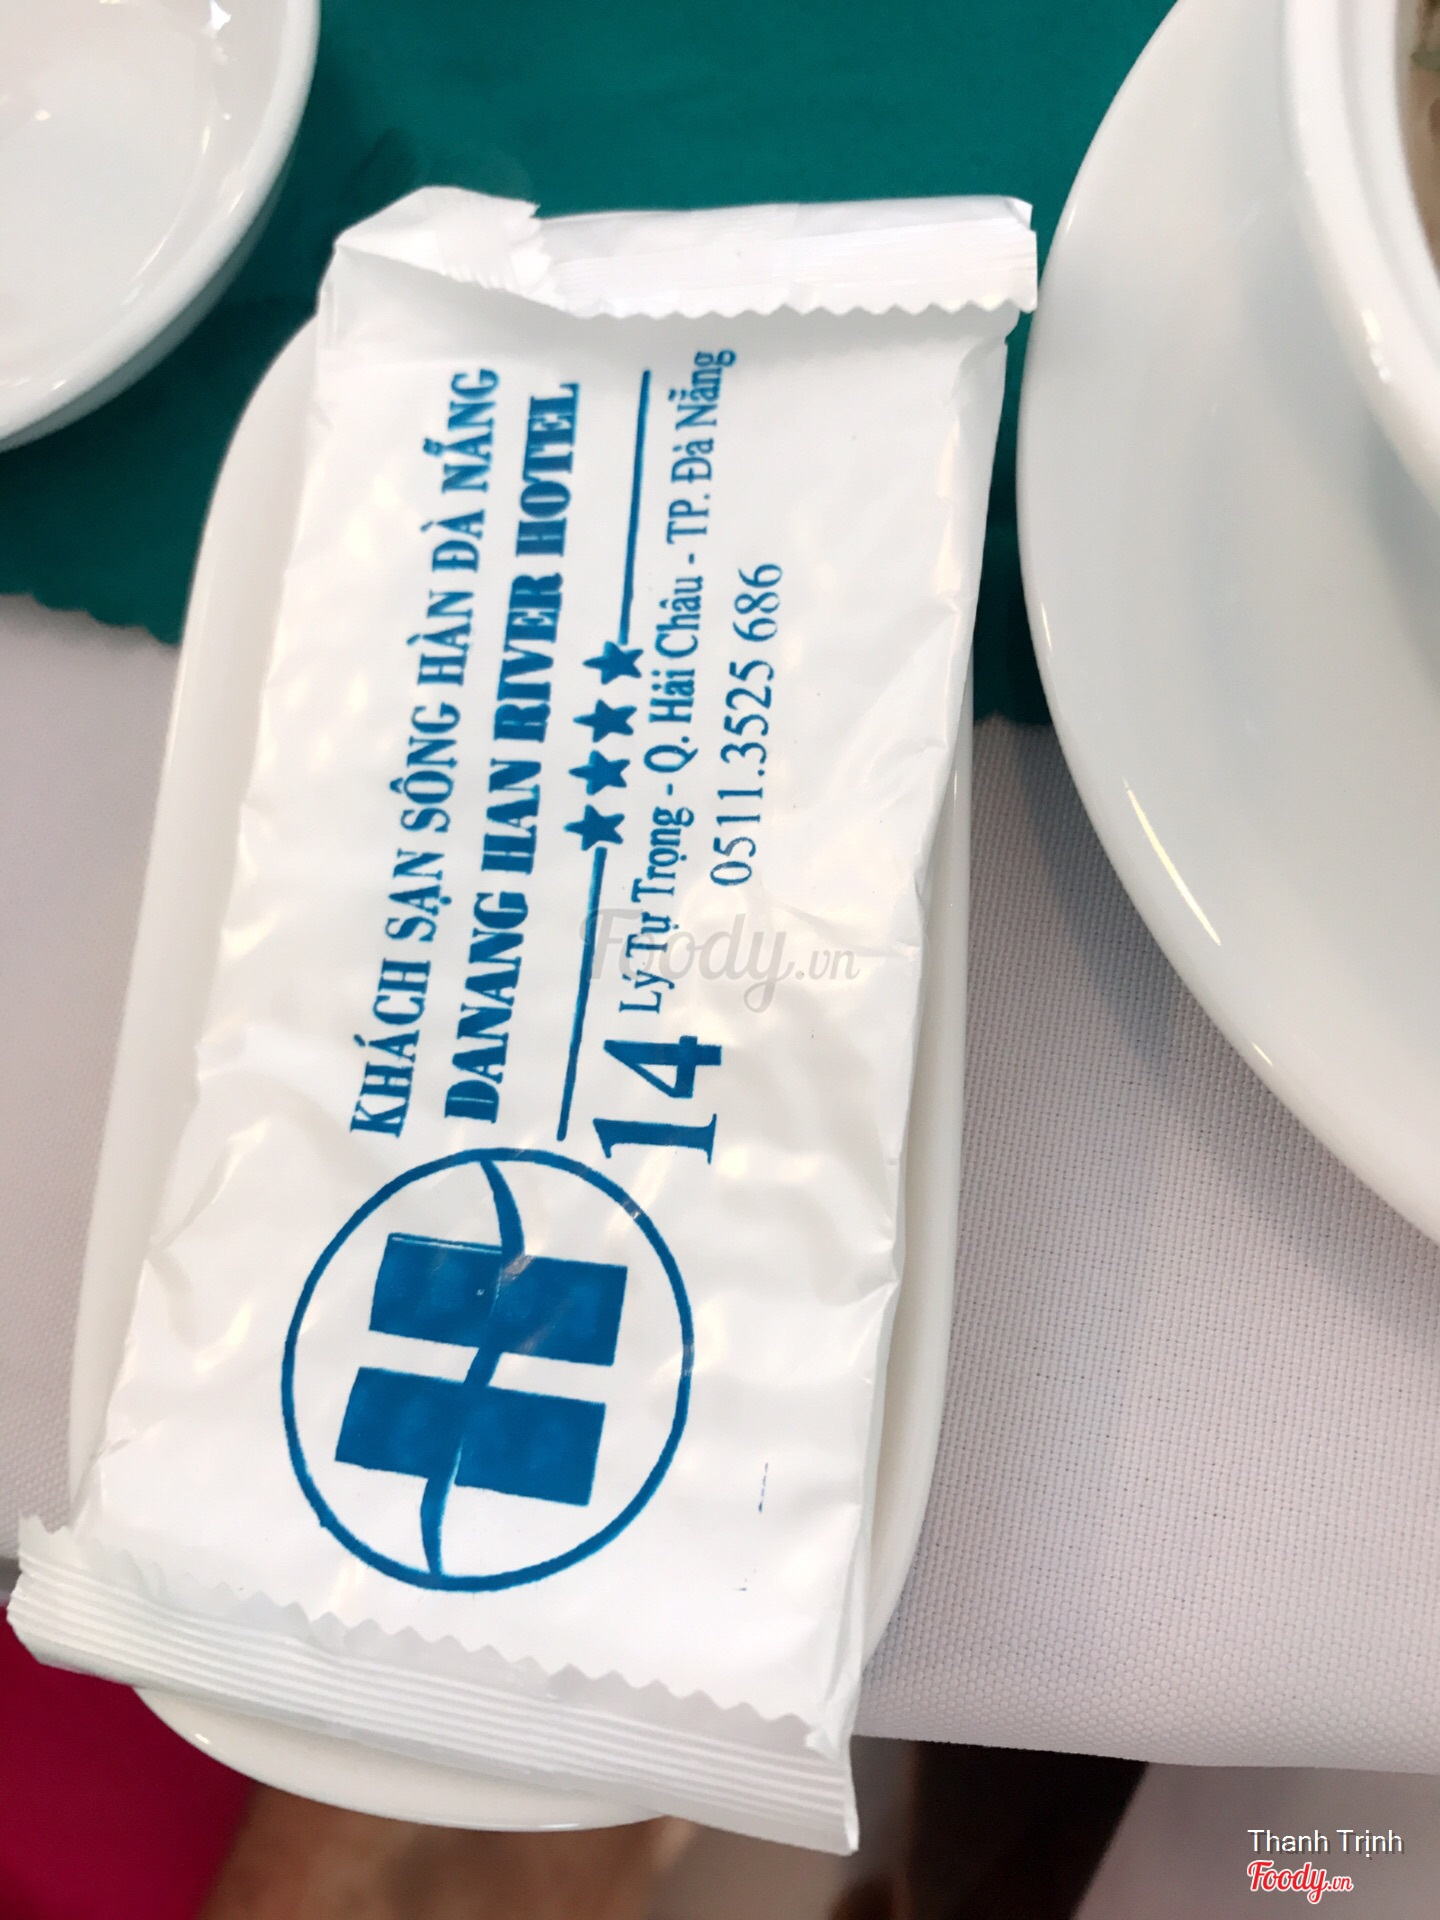 KHÁCH SẠN SÔNG HÀN ĐÀ NẴNG
DANANG HAN RIVER HOTEL
14 Lý Tự Trọng - Q. Hải Châu - TP. Đà Nẵng
0511.3525 686
H
Foody.vn
Thanh Trịnh
Foody.vn